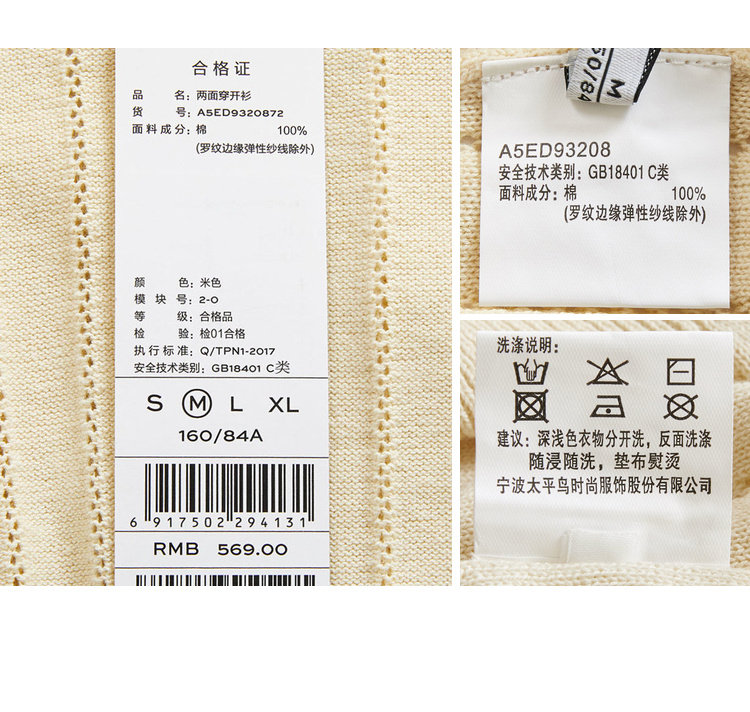 合格证
品 名：两面穿开衫
货 号：A5ED9320872
面料成分：棉 100%
(罗纹边缘弹性纱线除外)
颜 色：米色
模 块 号：2-0
等 级：合格品
检 验：检01合格
执行标准：Q/TPN1-2017
安全技术类别：GB18401 C类
S M L XL
160/84A
6 917502 294131
RMB 569.00
M
A5ED93208
安全技术类别：GB18401 C类
面料成分：棉 100%
(罗纹边缘弹性纱线除外)
洗涤说明：
建议：深浅色衣物分开洗，反面洗涤
随浸随洗，垫布熨烫
宁波太平鸟时尚服饰股份有限公司